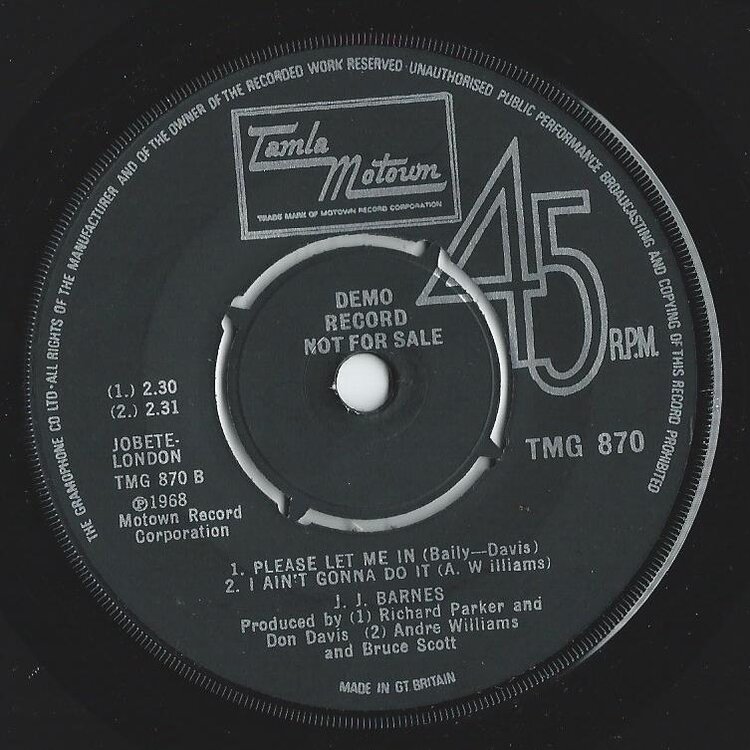 THE GRAMOPHONE CO LTD·ALL RIGHTS OF THE MANUFACTURER AND OF THE OWNER OF THE RECORDED WORK RESERVED·UNAUTHORISED PUBLIC PERFORMANCE BROADCASTING AND COPYING OF THIS RECORD PROHIBITED
Tamla
Motown
TRADE MARK OF MOTOWN RECORD CORPORATION
45
R.P.M.
DEMO
RECORD
NOT FOR SALE
(1.) 2.30
(2.) 2.31
JOBETE-
LONDON
TMG 870 B
℗1968
Motown Record
Corporation
TMG 870
1. PLEASE LET ME IN (Baily—Davis)
2. I AIN'T GONNA DO IT (A. W illiams)
J. J. BARNES
Produced by (1) Richard Parker and
Don Davis (2) Andre Williams
and Bruce Scott
MADE IN GT. BRITAIN